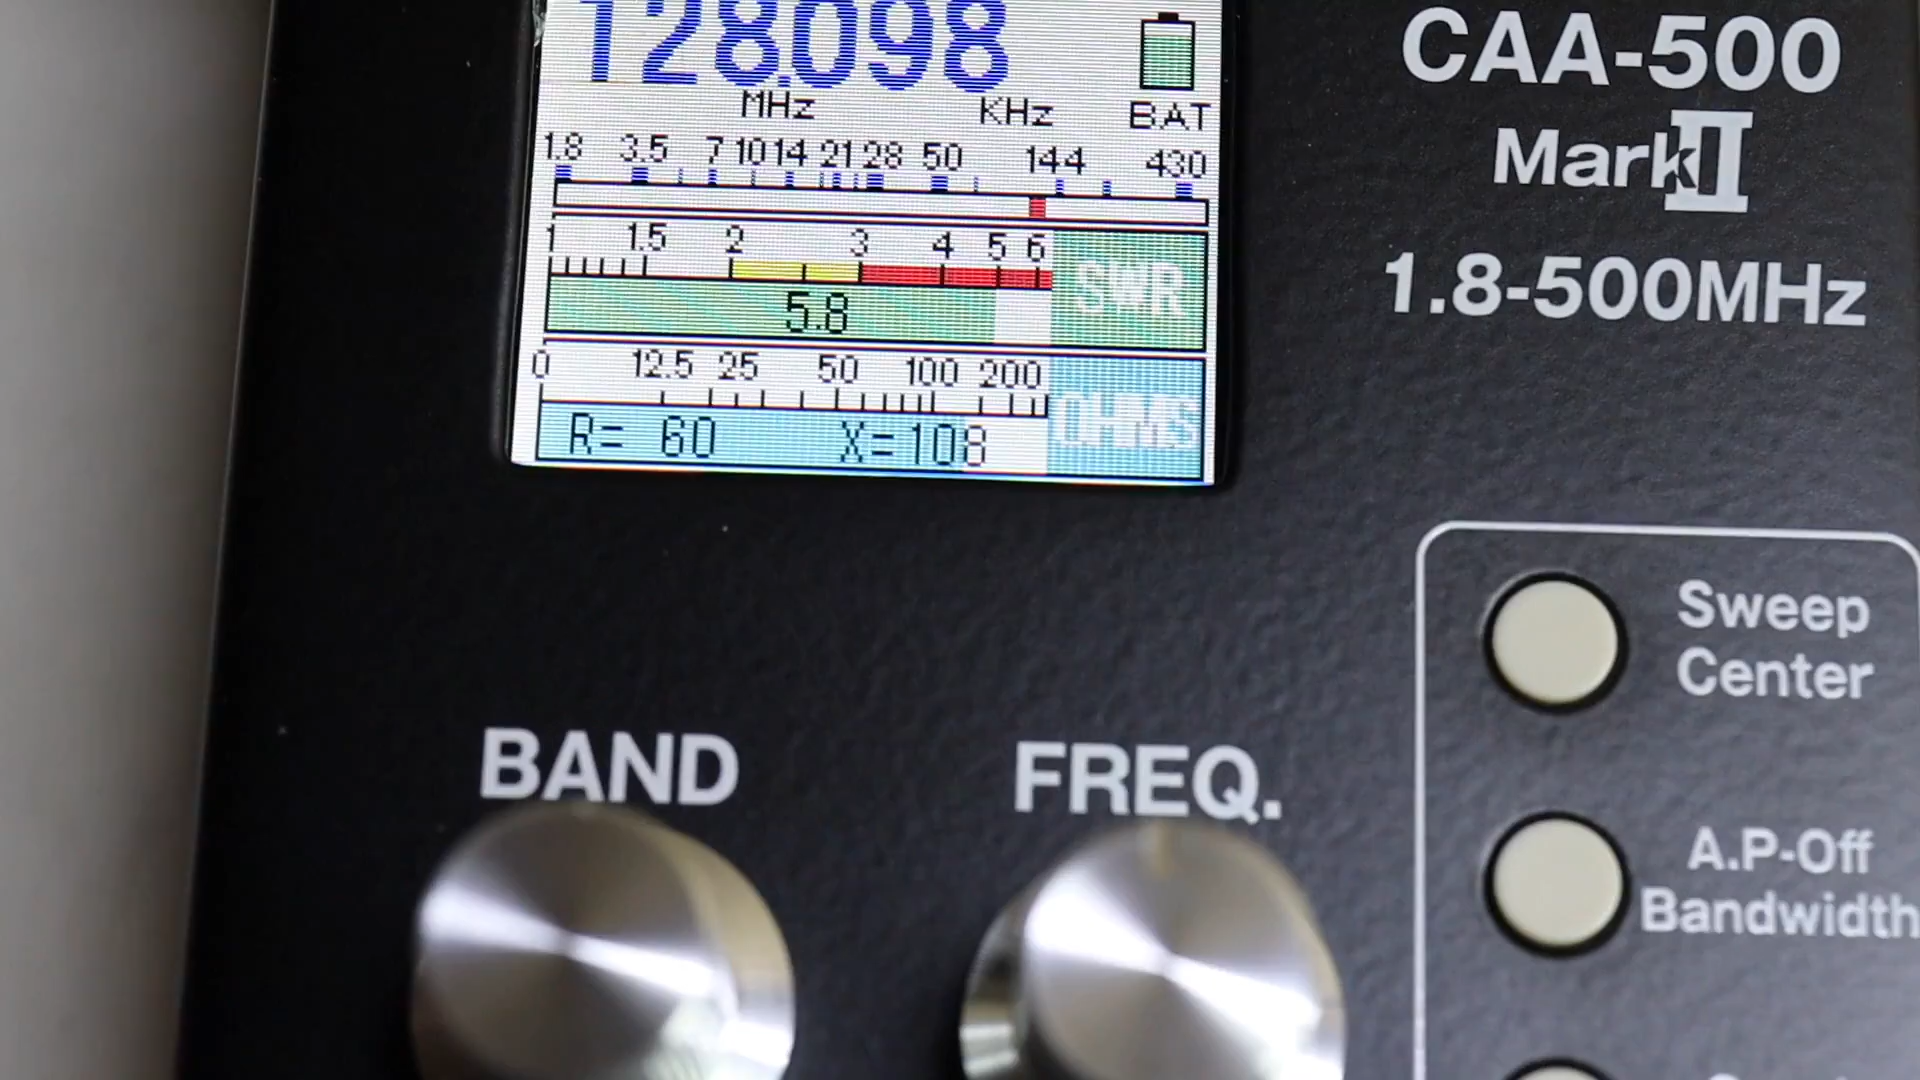 128.098
MHz KHz BAT
1.8 3.5 7 10 14 21 28 50 144 430
1 1.5 2 3 4 5 6
SWR
5.8
0 12.5 25 50 100 200
OHMS
R= 60 X=108
CAA-500
MarkII
1.8-500MHz
BAND
FREQ.
Sweep
Center
A.P-Off
Bandwidth